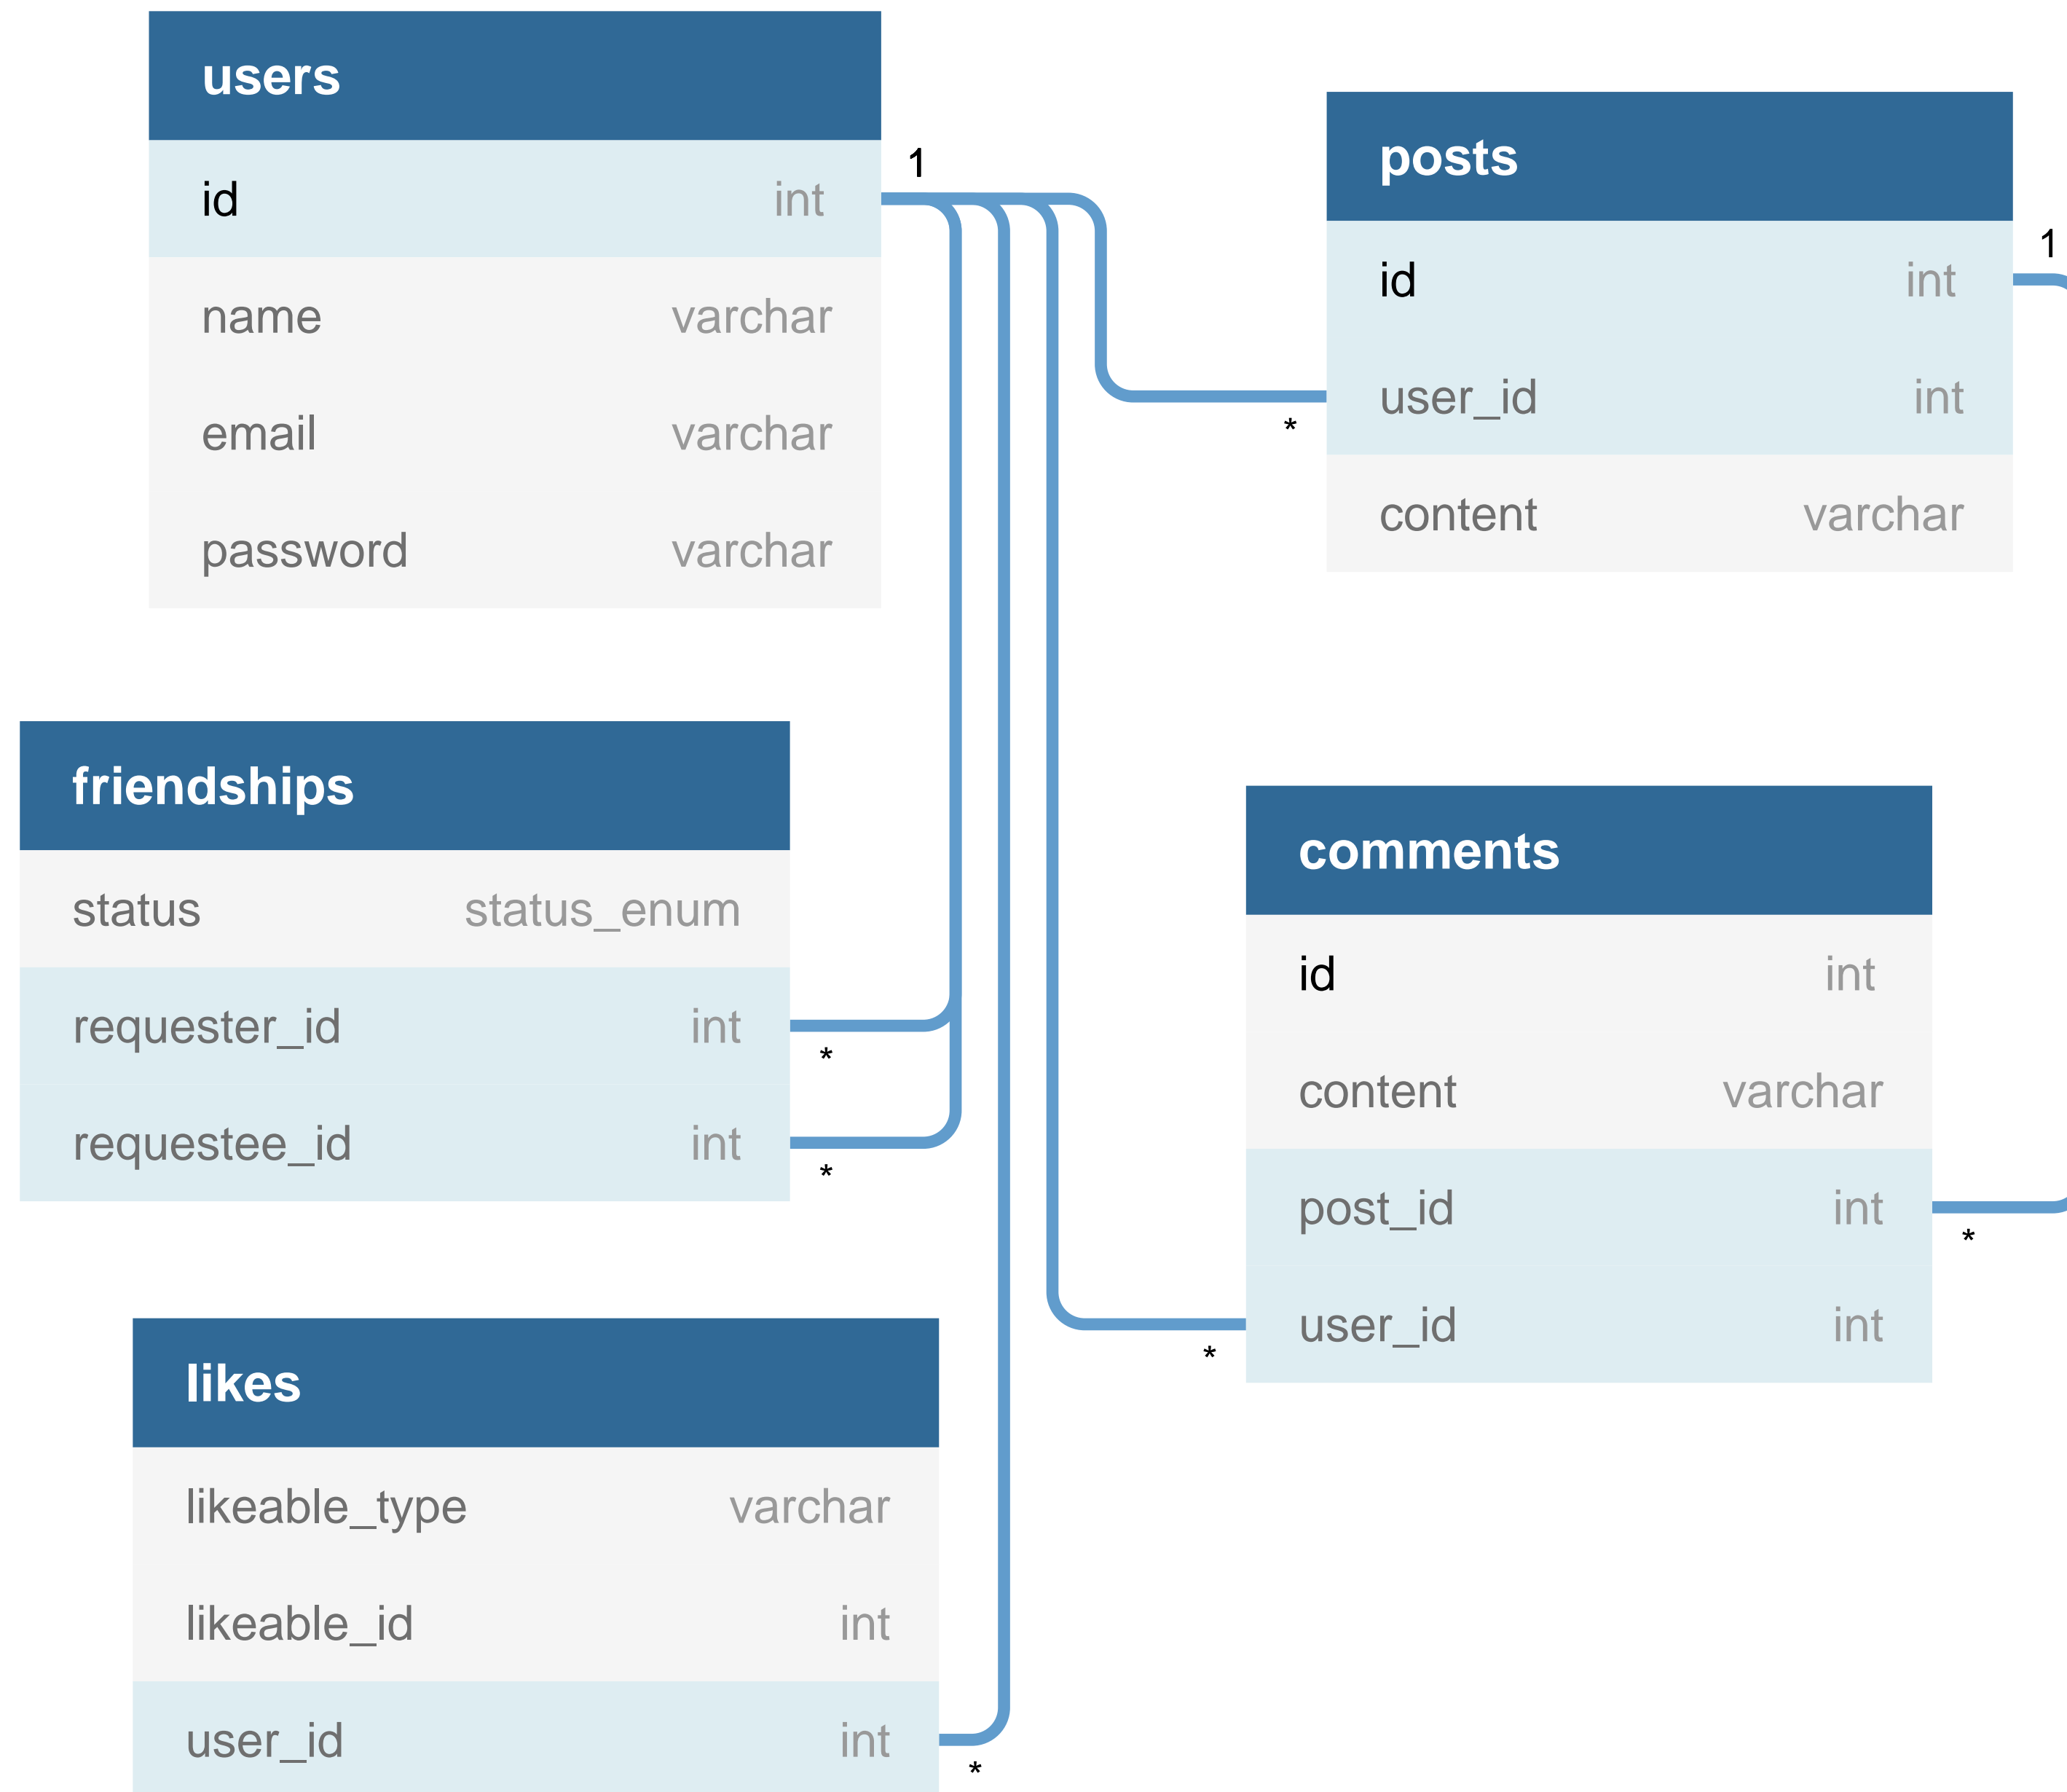 users
1
id int
name varchar
email varchar
password varchar
posts
1
id int
user_id int
*
content varchar
friendships
status status_enum
requester_id int
*
requestee_id int
*
comments
id int
content varchar
post_id int
*
user_id int
*
likes
likeable_type varchar
likeable_id int
user_id int
*